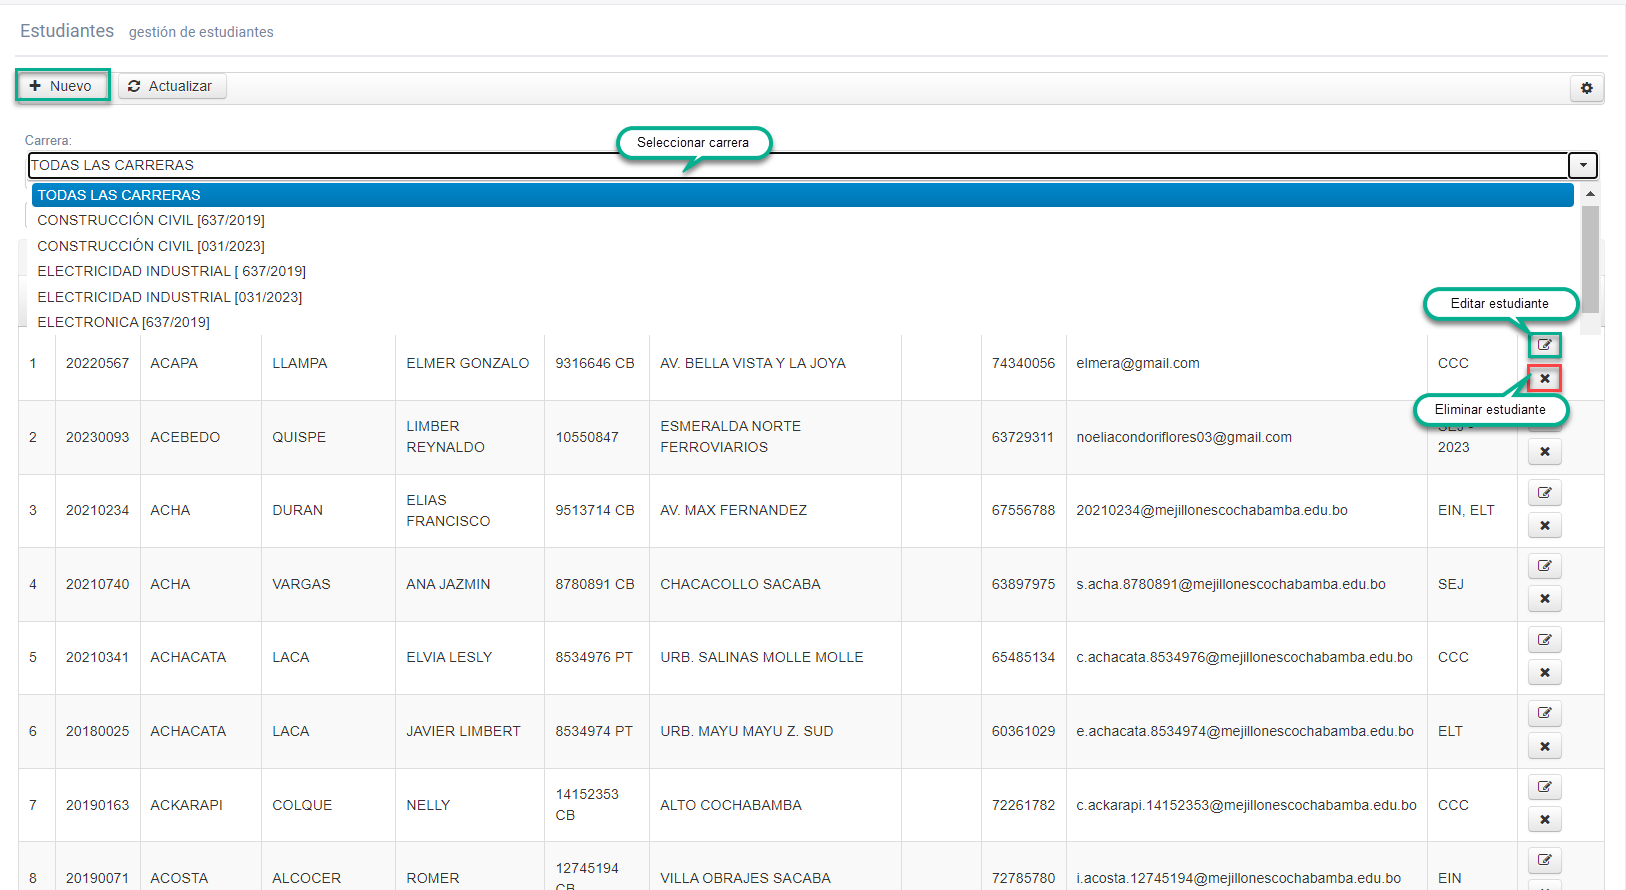 Estudiantes gestión de estudiantes
Nuevo Actualizar
Carrera:
Seleccionar carrera
TODAS LAS CARRERAS
TODAS LAS CARRERAS
CONSTRUCCIÓN CIVIL [637/2019]
CONSTRUCCIÓN CIVIL [031/2023]
ELECTRICIDAD INDUSTRIAL [ 637/2019]
ELECTRICIDAD INDUSTRIAL [031/2023]
ELECTRONICA [637/2019]
Editar estudiante
1 20220567 ACAPA LLAMPA ELMER GONZALO 9316646 CB AV. BELLA VISTA Y LA JOYA 74340056 elmera@gmail.com CCC
Eliminar estudiante
LIMBER ESMERALDA NORTE SEJ -
2 20230093 ACEBEDO QUISPE 10550847 63729311 noeliacondoriflores03@gmail.com
REYNALDO FERROVIARIOS 2023
ELIAS
3 20210234 ACHA DURAN 9513714 CB AV. MAX FERNANDEZ 67556788 20210234@mejillonescochabamba.edu.bo EIN, ELT
FRANCISCO
4 20210740 ACHA VARGAS ANA JAZMIN 8780891 CB CHACACOLLO SACABA 63897975 s.acha.8780891@mejillonescochabamba.edu.bo SEJ
5 20210341 ACHACATA LACA ELVIA LESLY 8534976 PT URB. SALINAS MOLLE MOLLE 65485134 c.achacata.8534976@mejillonescochabamba.edu.bo CCC
6 20180025 ACHACATA LACA JAVIER LIMBERT 8534974 PT URB. MAYU MAYU Z. SUD 60361029 e.achacata.8534974@mejillonescochabamba.edu.bo ELT
14152353
7 20190163 ACKARAPI COLQUE NELLY ALTO COCHABAMBA 72261782 c.ackarapi.14152353@mejillonescochabamba.edu.bo CCC
CB
12745194
8 20190071 ACOSTA ALCOCER ROMER VILLA OBRAJES SACABA 72785780 i.acosta.12745194@mejillonescochabamba.edu.bo EIN
CB